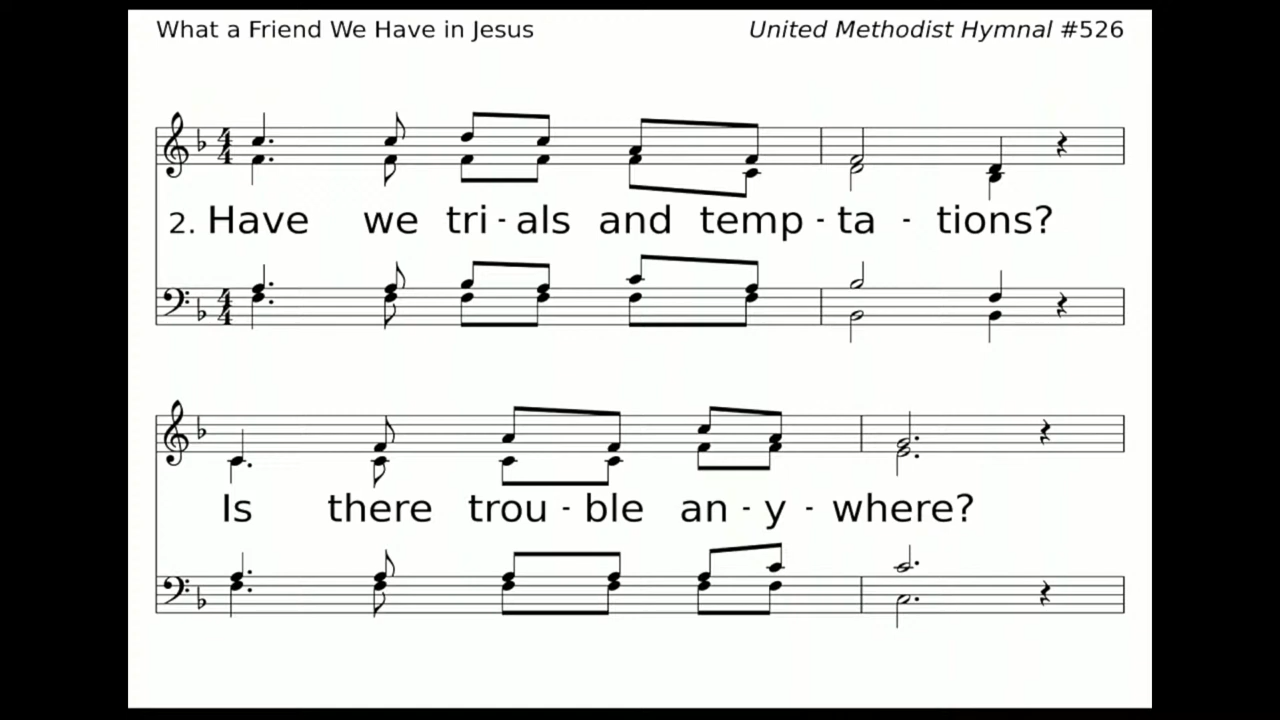 What a Friend We Have in Jesus
United Methodist Hymnal #526
2. Have we tri - als and temp - ta - tions?
Is there trou - ble an - y - where?